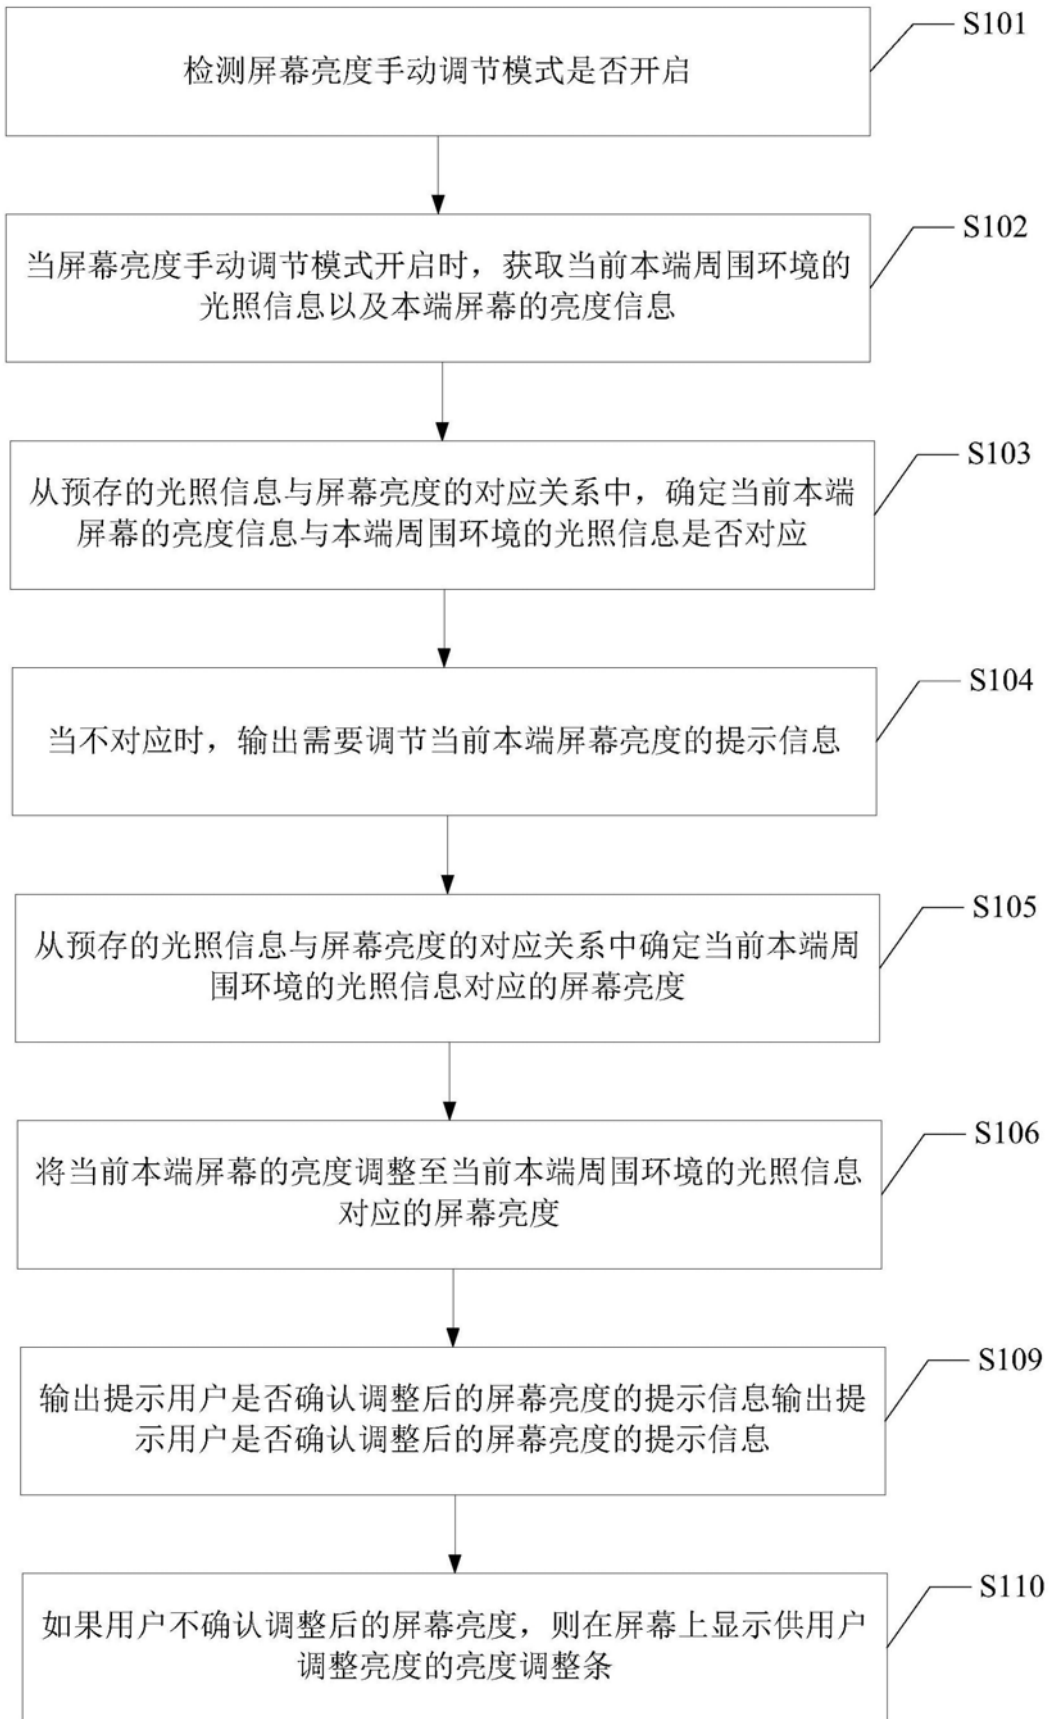 S101
检测屏幕亮度手动调节模式是否开启
S102
当屏幕亮度手动调节模式开启时，获取当前本端周围环境的
光照信息以及本端屏幕的亮度信息
S103
从预存的光照信息与屏幕亮度的对应关系中，确定当前本端
屏幕的亮度信息与本端周围环境的光照信息是否对应
S104
当不对应时，输出需要调节当前本端屏幕亮度的提示信息
S105
从预存的光照信息与屏幕亮度的对应关系中确定当前本端周
围环境的光照信息对应的屏幕亮度
S106
将当前本端屏幕的亮度调整至当前本端周围环境的光照信息
对应的屏幕亮度
S109
输出提示用户是否确认调整后的屏幕亮度的提示信息输出提
示用户是否确认调整后的屏幕亮度的提示信息
S110
如果用户不确认调整后的屏幕亮度，则在屏幕上显示供用户
调整亮度的亮度调整条